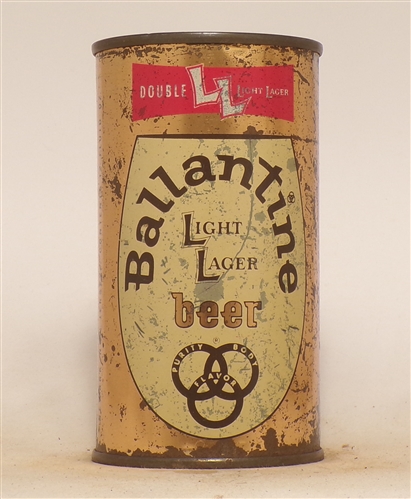 DOUBLE LL LIGHT LAGER
Ballantine
LIGHT
LAGER
beer
PURITY BODY
FLAVOR